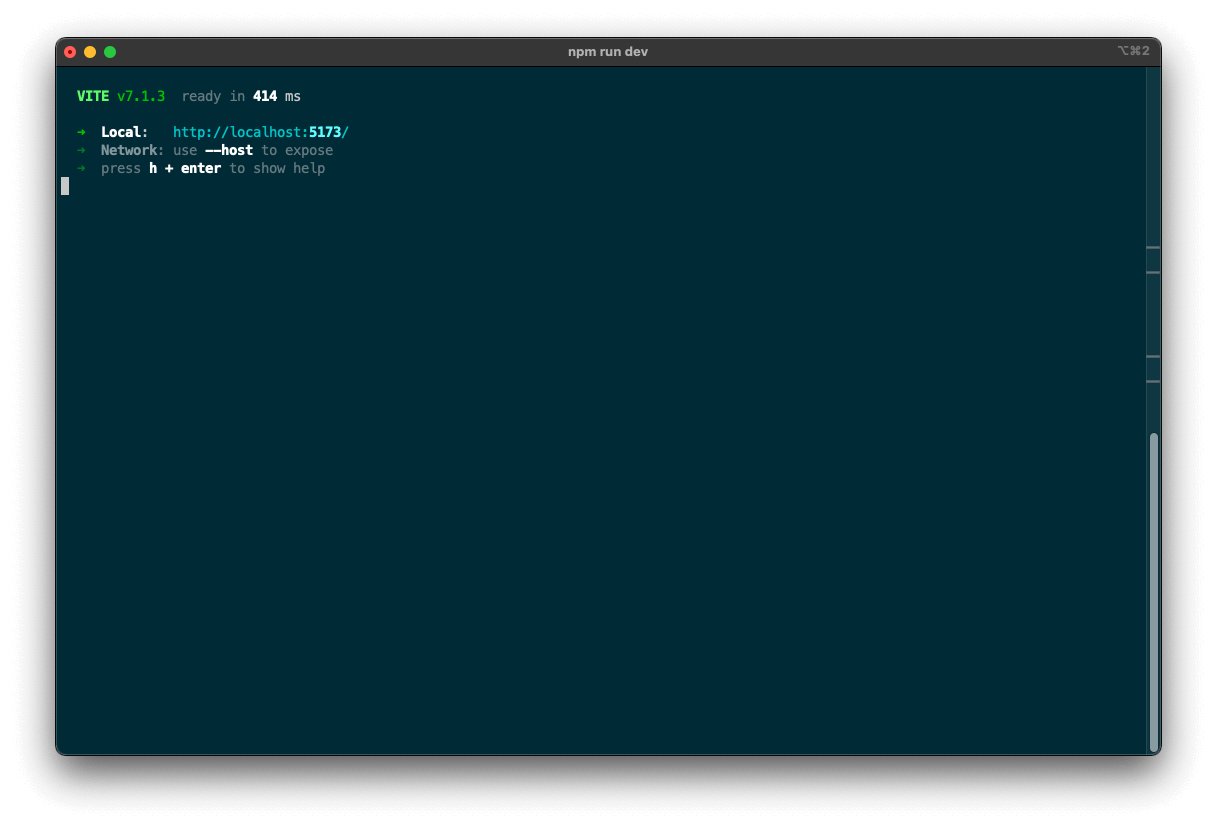 npm run dev
⌥⌘2
VITE v7.1.3  ready in 414 ms
➜  Local:   http://localhost:5173/
➜  Network: use --host to expose
➜  press h + enter to show help